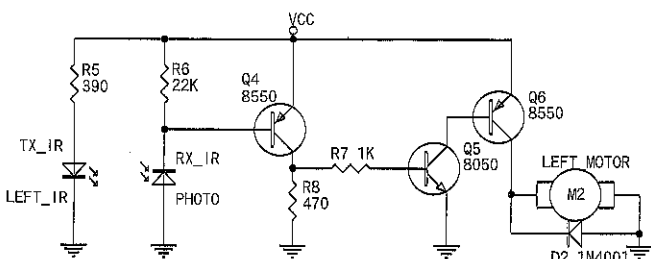 VCC
R5
390
R6
22K
Q4
8550
Q6
8550
TX_IR
LEFT_IR
RX_IR
PHOTO
R7 1K
R8
470
Q5
8050
LEFT_MOTOR
M2
D2 1N4001